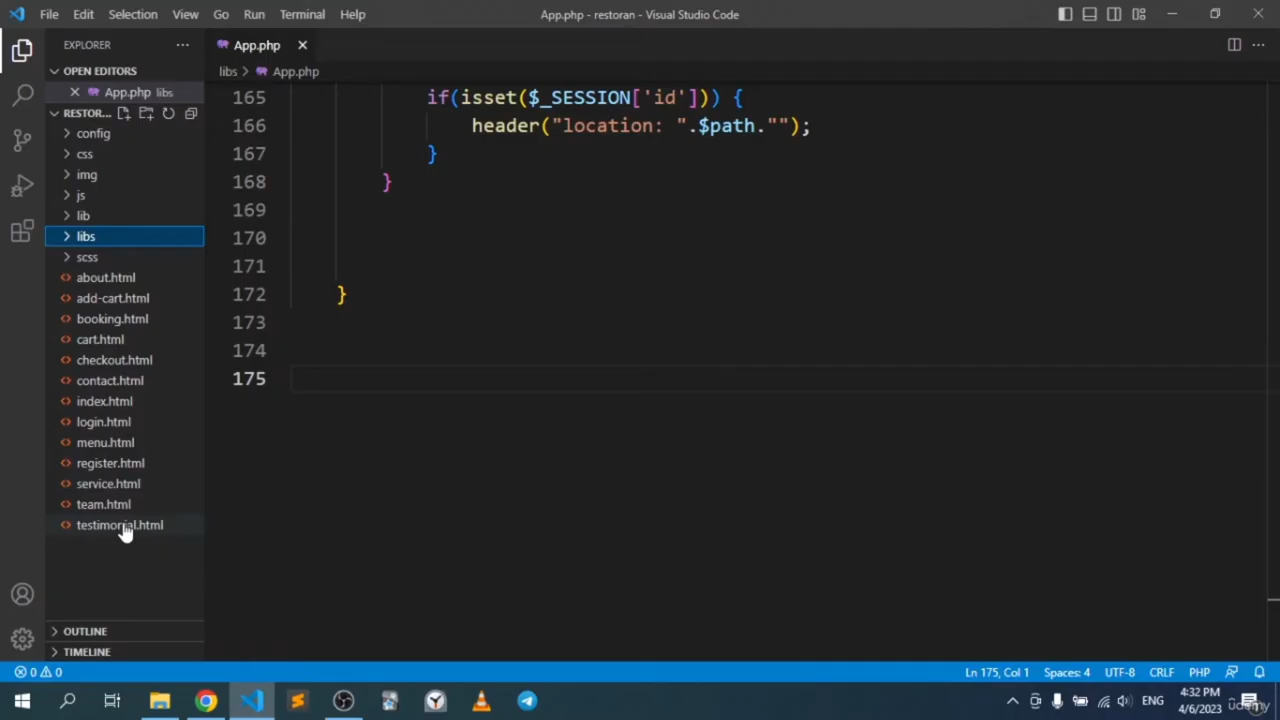 File Edit Selection View Go Run Terminal Help
App.php - restoran - Visual Studio Code
EXPLORER
OPEN EDITORS
App.php libs
RESTOR...
config
css
img
js
lib
libs
scss
about.html
add-cart.html
booking.html
cart.html
checkout.html
contact.html
index.html
login.html
menu.html
register.html
service.html
team.html
testimonial.html
OUTLINE
TIMELINE
App.php
libs > App.php
165 if(isset($_SESSION['id'])) {
166 header("location: ".$path."");
167 }
168 }
169
170
171
172 }
173
174
175
0 0
Ln 175, Col 1 Spaces: 4 UTF-8 CRLF PHP
ENG
4:32 PM
4/6/2023
udemy